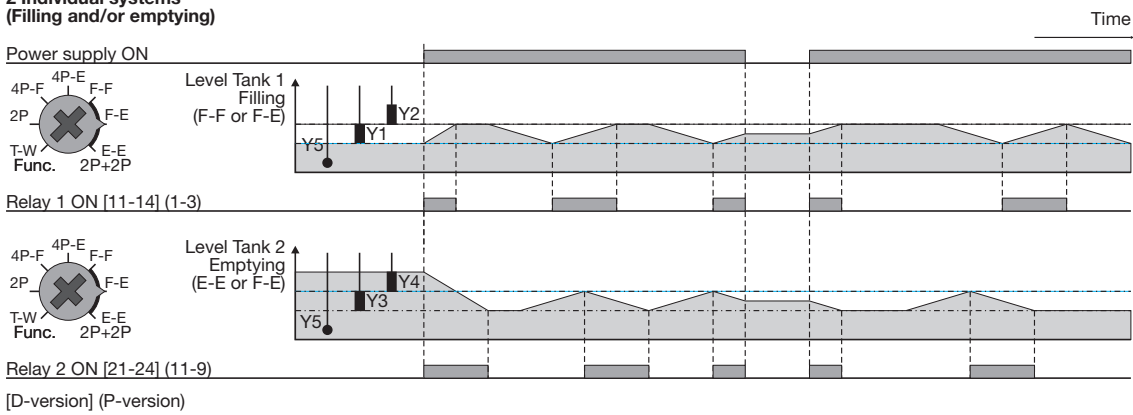 2 individual systems
(Filling and/or emptying)
Time
Power supply ON
4P-F 4P-E F-F
2P F-E
T-W E-E
Func. 2P+2P
Level Tank 1
Filling
(F-F or F-E)
Y2
Y1
Y5
Relay 1 ON [11-14] (1-3)
4P-F 4P-E F-F
2P F-E
T-W E-E
Func. 2P+2P
Level Tank 2
Emptying
(E-E or F-E)
Y4
Y3
Y5
Relay 2 ON [21-24] (11-9)
[D-version] (P-version)